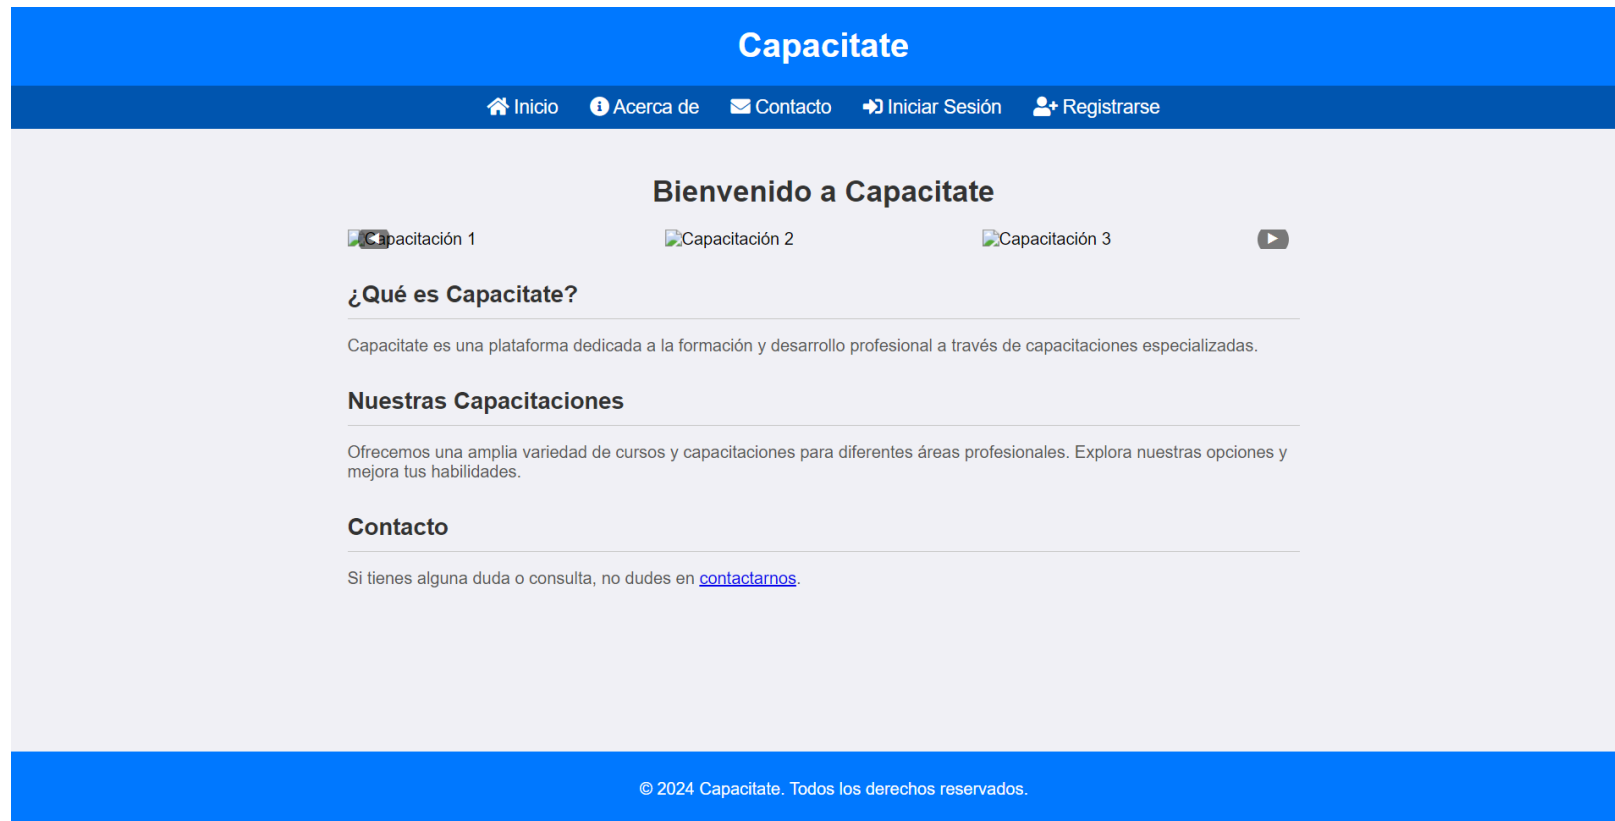 Capacitate
Inicio Acerca de Contacto Iniciar Sesión Registrarse
Bienvenido a Capacitate
Capacitación 1 Capacitación 2 Capacitación 3
¿Qué es Capacitate?
Capacitate es una plataforma dedicada a la formación y desarrollo profesional a través de capacitaciones especializadas.
Nuestras Capacitaciones
Ofrecemos una amplia variedad de cursos y capacitaciones para diferentes áreas profesionales. Explora nuestras opciones y
mejora tus habilidades.
Contacto
Si tienes alguna duda o consulta, no dudes en contactarnos.
© 2024 Capacitate. Todos los derechos reservados.